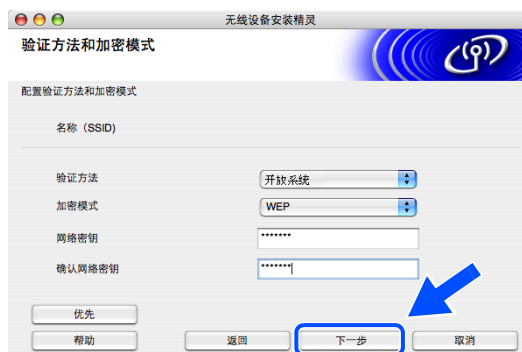 无线设备安装精灵
验证方法和加密模式
配置验证方法和加密模式
名称（SSID)
验证方法 开放系统
加密模式 WEP
网络密钥 *******
确认网络密钥 *******
优先
帮助 返回 下一步 取消